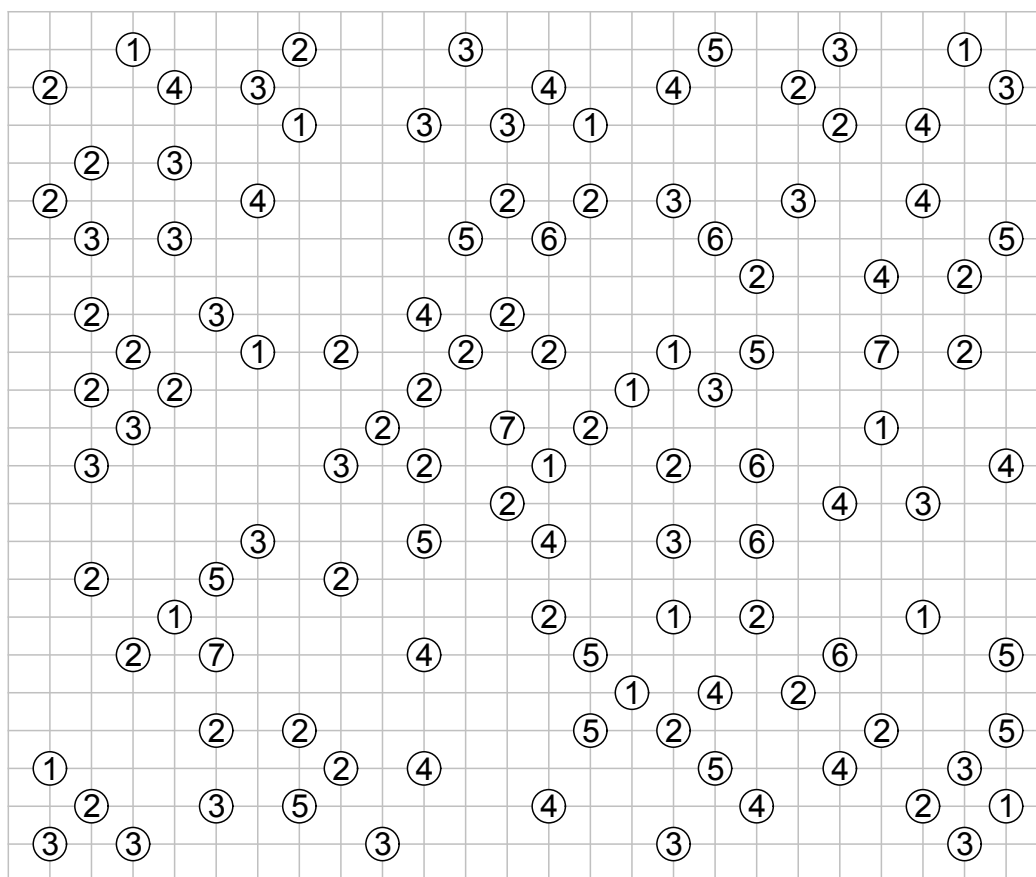 1 2 3 5 3 1
2 4 3 4 4 2 3
1 3 3 1 2 4
2 3
2 4 2 2 3 3 4
3 3 5 6 6 5
2 4 2
2 3 4 2
2 1 2 2 2 1 5 7 2
2 2 2 1 3
3 2 7 2 1
3 3 2 1 2 6 4
2 4 3
3 5 4 3 6
2 5 2
1 2 1 2 1
2 7 4 5 6 5
1 4 2
2 2 5 2 2 5
1 2 4 5 4 3
2 3 5 4 4 2 1
3 3 3 3 3